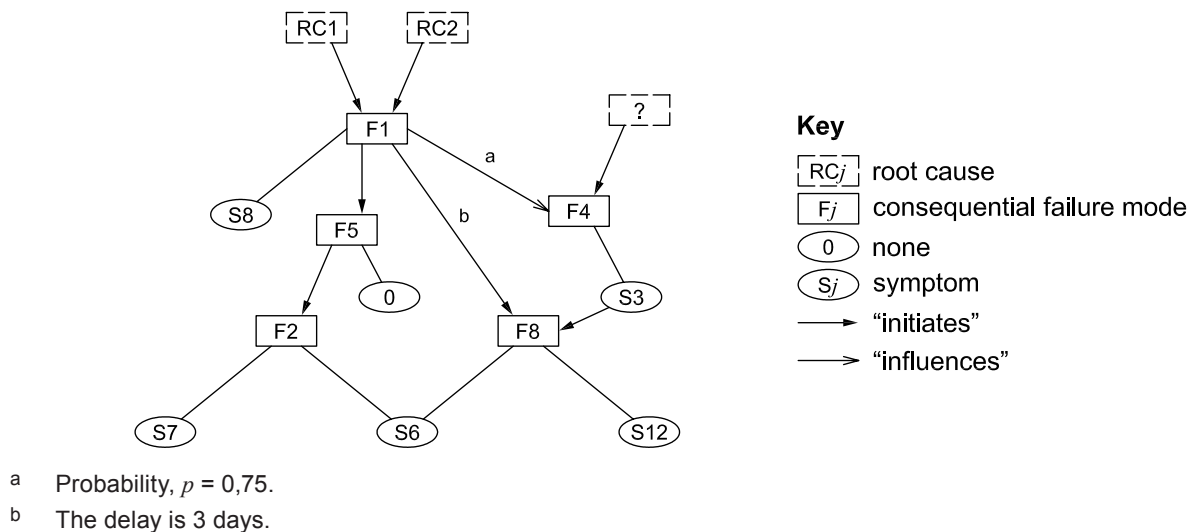 RC1 RC2
?
F1
a
S8
F4
b
F5
0
S3
F2
F8
S7
S6
S12
Key
RCj root cause
Fj consequential failure mode
0 none
Sj symptom
“initiates”
“influences”
a Probability, p = 0,75.
b The delay is 3 days.